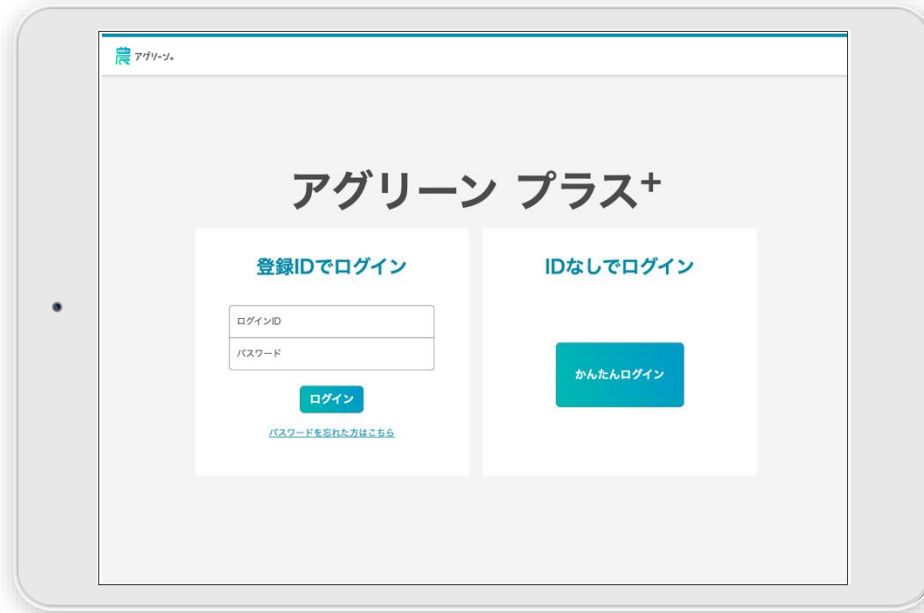 農 アグリーン+
アグリーン プラス+
登録IDでログイン
ログインID
パスワード
ログイン
パスワードを忘れた方はこちら
IDなしでログイン
かんたんログイン